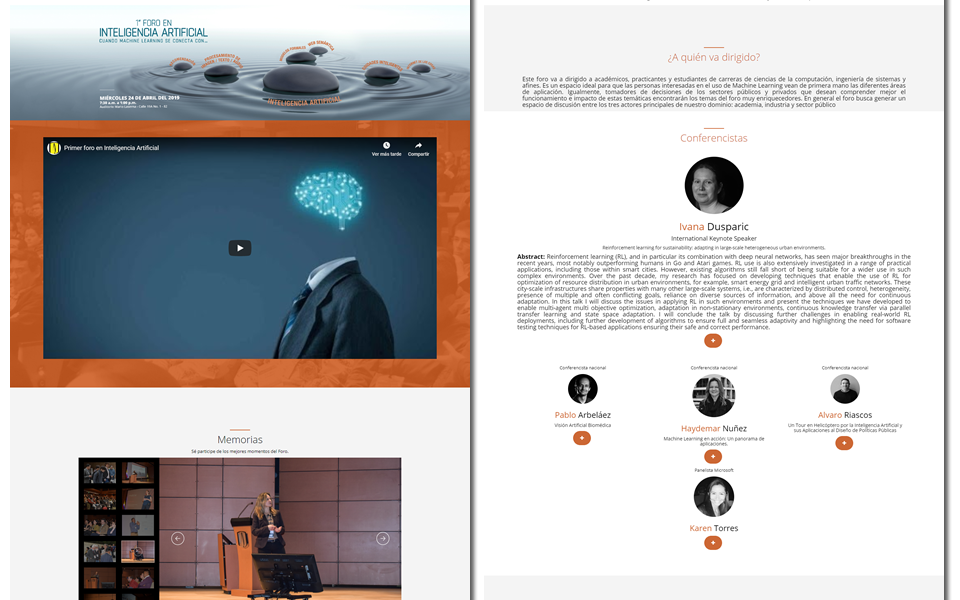 1° FORO EN
INTELIGENCIA ARTIFICIAL
CUANDO MACHINE LEARNING SE CONECTA CON...
WEB SEMÁNTICA
INTELIGENCIA ARTIFICIAL
MIÉRCOLES 24 DE ABRIL DEL 2019
7:30 a.m. a 1:00 p.m.
Primer foro en Inteligencia Artificial
Ver más tarde
Compartir
Memorias
Sé participe de los mejores momentos del Foro.
¿A quién va dirigido?
Este foro va a dirigido a académicos, practicantes y estudiantes de carreras de ciencias de la computación, ingeniería de sistemas y
afines. Es un espacio ideal para que las personas interesadas en el uso de Machine Learning vean de primera mano las diferentes áreas
de aplicación. Igualmente, tomadores de decisiones de los sectores públicos y privados que desean comprender mejor el
funcionamiento e impacto de estas temáticas encontrarán los temas del foro muy enriquecedores. En general el foro busca generar un
espacio de discusión entre los tres actores principales de nuestro dominio: academia, industria y sector público
Conferencistas
Ivana Dusparic
International Keynote Speaker
Reinforcement learning for sustainability: adapting in large-scale heterogeneous urban environments.
Abstract: Reinforcement learning (RL), and in particular its combination with deep neural networks, has seen major breakthroughs in the
recent years, most notably outperforming humans in Go and Atari games. RL use is also extensively investigated in a range of practical
applications, including those within smart cities. However, existing algorithms still fall short of being suitable for a wider use in such
complex environments. Over the past decade, my research has focused on developing techniques that enable the use of RL for
optimization of resource distribution in urban environments, for example, smart energy grid and intelligent urban traffic networks. These
city-scale infrastructures share properties with many other large-scale systems, i.e., are characterized by distributed control, heterogeneity,
presence of multiple and often conflicting goals, reliance on diverse sources of information, and above all the need for continuous
adaptation. In this talk I will discuss the issues in applying RL in such environments and present the techniques we have developed to
enable multi-agent multi objective optimization, adaptation in non-stationary environments, continuous knowledge transfer via parallel
transfer learning and state space adaptation. I will conclude the talk by discussing further challenges in enabling real-world RL
deployments, including further development of algorithms to ensure full and seamless adaptivity and highlighting the need for software
testing techniques for RL-based applications ensuring their safe and correct performance.
+
Conferencista nacional
Conferencista nacional
Conferencista nacional
Pablo Arbeláez
Haydemar Nuñez
Alvaro Riascos
Visión Artificial Biomédica
Machine Learning en acción: Un panorama de
aplicaciones.
Un Tour en Helicóptero por la Inteligencia Artificial y
sus Aplicaciones al Diseño de Políticas Públicas
+
+
+
Panelista Microsoft
Karen Torres
+